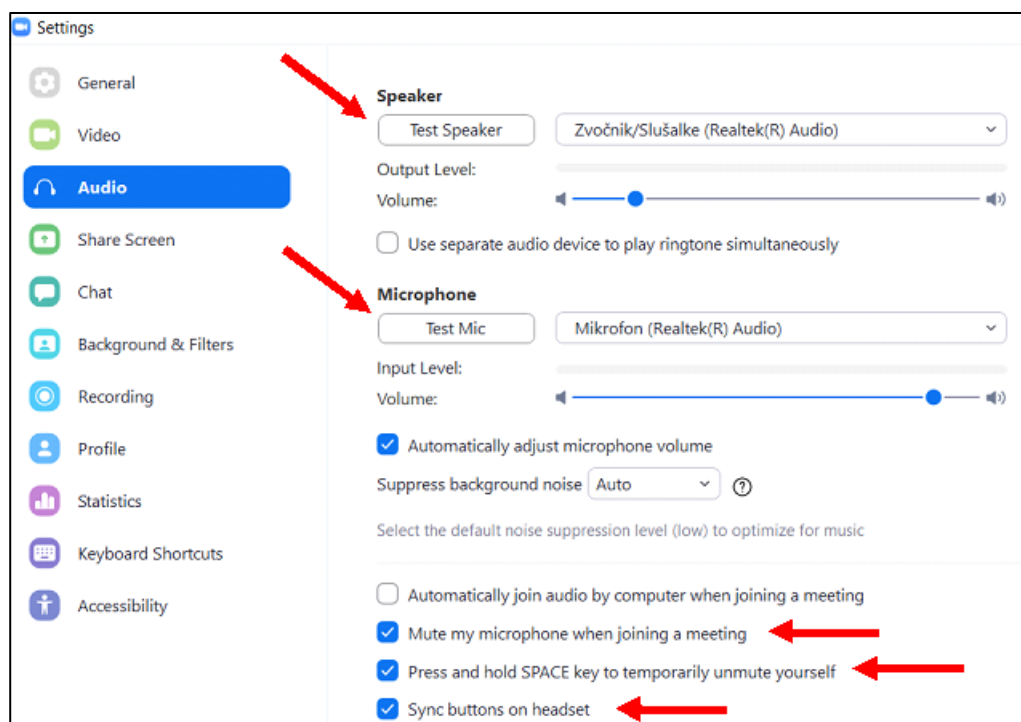 Settings
General
Video
Audio
Share Screen
Chat
Background & Filters
Recording
Profile
Statistics
Keyboard Shortcuts
Accessibility
Speaker
Test Speaker
Zvočnik/Slušalke (Realtek(R) Audio)
Output Level:
Volume:
Use separate audio device to play ringtone simultaneously
Microphone
Test Mic
Mikrofon (Realtek(R) Audio)
Input Level:
Volume:
Automatically adjust microphone volume
Suppress background noise Auto
Select the default noise suppression level (low) to optimize for music
Automatically join audio by computer when joining a meeting
Mute my microphone when joining a meeting
Press and hold SPACE key to temporarily unmute yourself
Sync buttons on headset